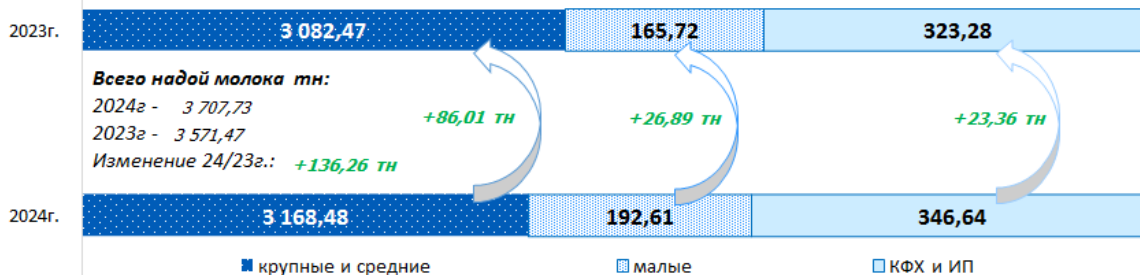 2023г.
3 082,47
165,72
323,28
Всего надой молока тн:
2024г - 3 707,73
2023г - 3 571,47
Изменение 24/23г.: +136,26 тн
+86,01 тн
+26,89 тн
+23,36 тн
2024г.
3 168,48
192,61
346,64
крупные и средние
малые
КФХ и ИП